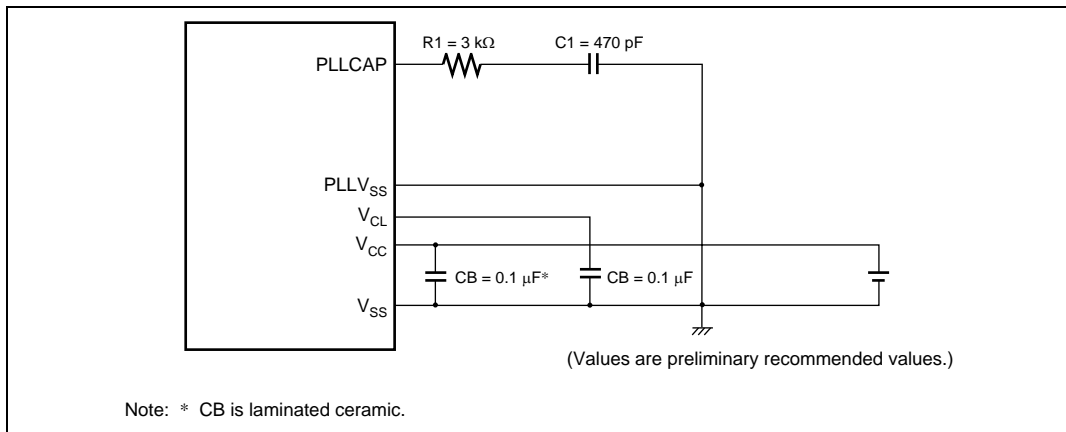 R1 = 3 kΩ
C1 = 470 pF
PLLCAP
PLLVSS
VCL
VCC
CB = 0.1 μF*
CB = 0.1 μF
VSS
(Values are preliminary recommended values.)
Note: * CB is laminated ceramic.